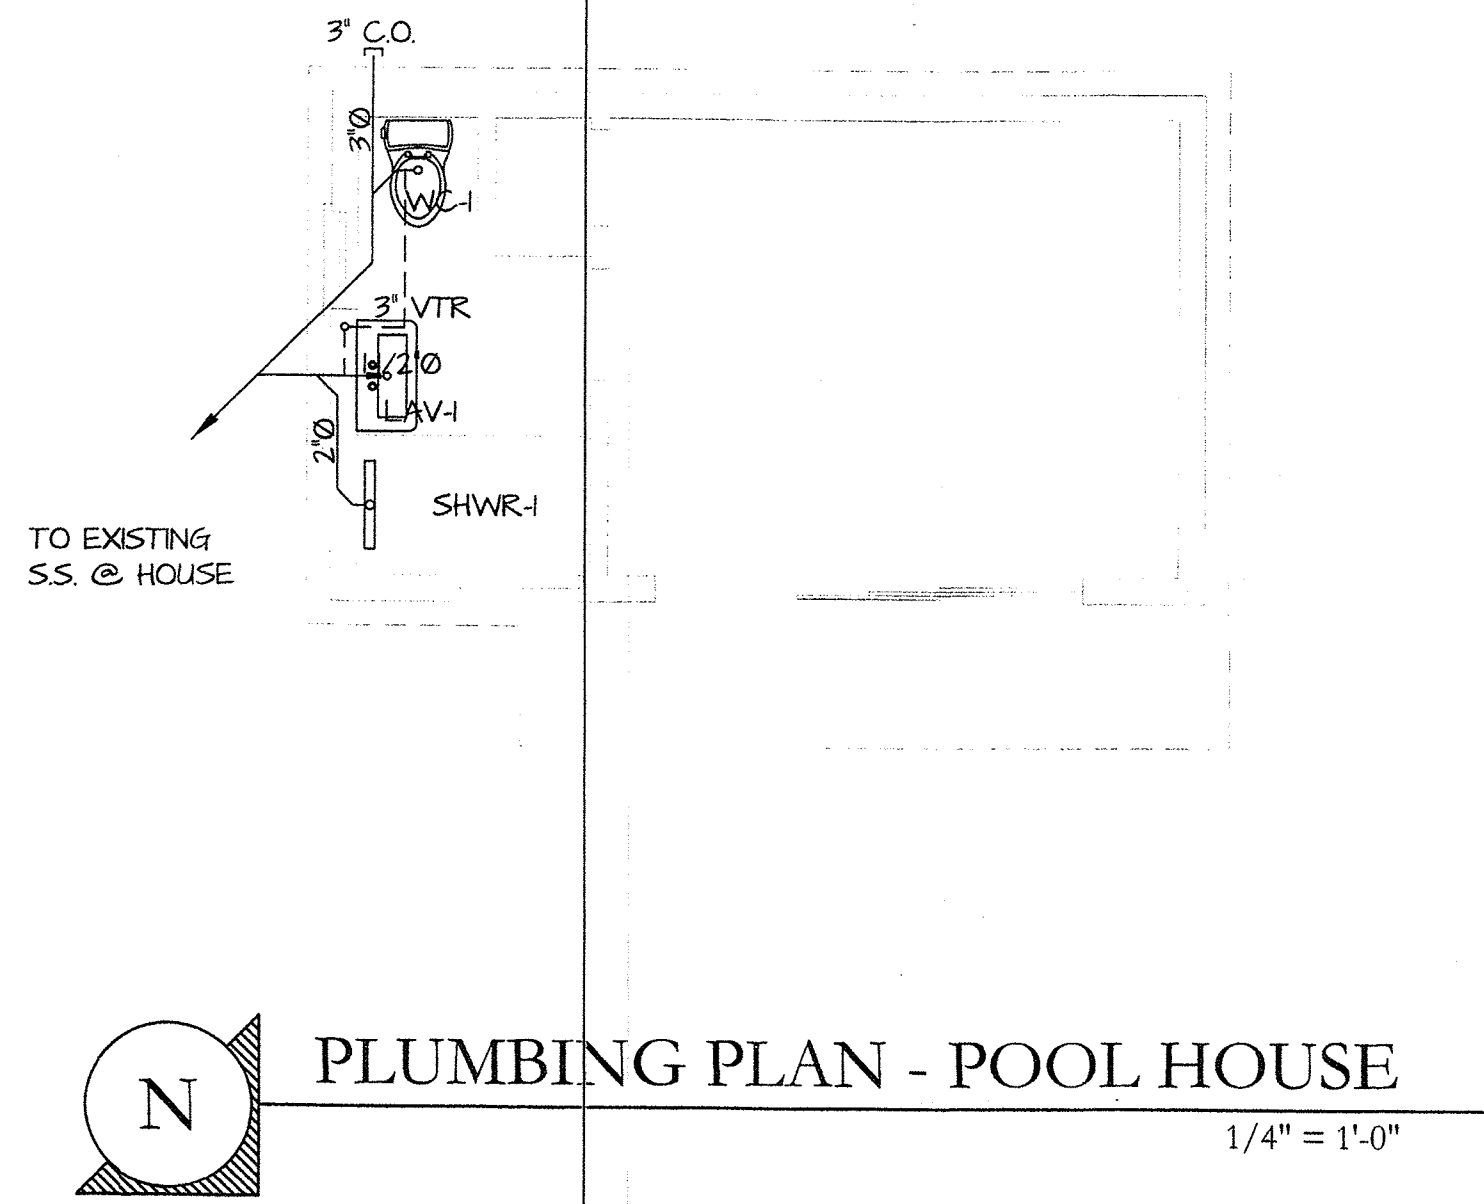 3" C.O.
3"Ø
WC-1
3" VTR
1 1/2"Ø
LAV-1
2"Ø
SHWR-1
TO EXISTING
S.S. @ HOUSE
N
PLUMBING PLAN - POOL HOUSE
1/4" = 1'-0"